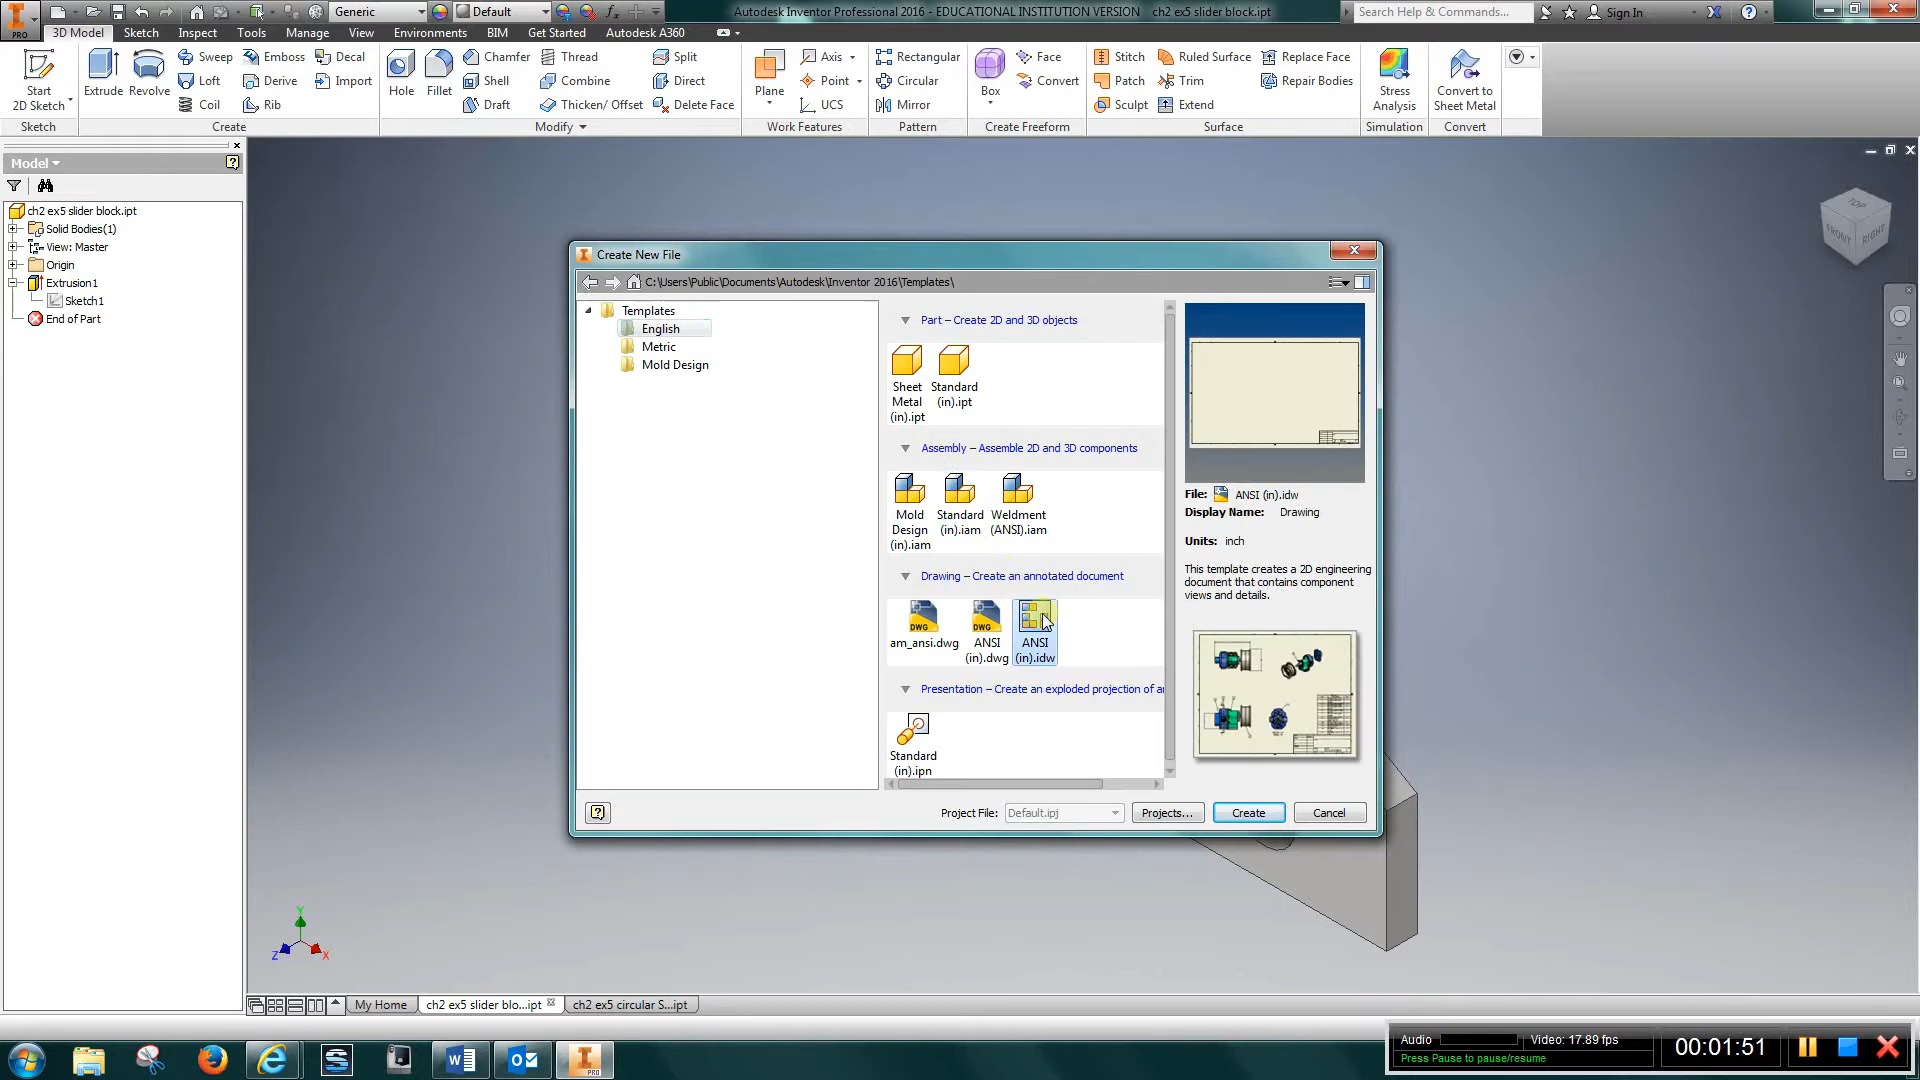 PRO
Generic
Default
Autodesk Inventor Professional 2016 - EDUCATIONAL INSTITUTION VERSION ch2 ex5 slider block.ipt
Search Help & Commands...
Sign In
3D Model Sketch Inspect Tools Manage View Environments BIM Get Started Autodesk A360
Start
2D Sketch
Sketch
Extrude
Revolve
Sweep
Loft
Coil
Emboss
Derive
Rib
Decal
Import
Create
Hole
Fillet
Chamfer
Shell
Draft
Thread
Combine
Thicken/ Offset
Split
Direct
Delete Face
Modify
Plane
Axis
Point
UCS
Work Features
Rectangular
Circular
Mirror
Pattern
Box
Face
Convert
Create Freeform
Stitch
Patch
Sculpt
Ruled Surface
Trim
Extend
Replace Face
Repair Bodies
Surface
Stress
Analysis
Simulation
Convert to
Sheet Metal
Convert
Model
ch2 ex5 slider block.ipt
Solid Bodies(1)
View: Master
Origin
Extrusion1
Sketch1
End of Part
TOP
FRONT
RIGHT
Create New File
C:\Users\Public\Documents\Autodesk\Inventor 2016\Templates\
Templates
English
Metric
Mold Design
Part – Create 2D and 3D objects
Sheet
Metal
(in).ipt
Standard
(in).ipt
Assembly – Assemble 2D and 3D components
Mold
Design
(in).iam
Standard
(in).iam
Weldment
(ANSI).iam
Drawing – Create an annotated document
DWG
am_ansi.dwg
DWG
ANSI
(in).dwg
ANSI
(in).idw
Presentation – Create an exploded projection of a
Standard
(in).ipn
File: ANSI (in).idw
Display Name: Drawing
Units: inch
This template creates a 2D engineering
document that contains component
views and details.
Project File: Default.ipj
Projects...
Create
Cancel
Y
Z
X
My Home
ch2 ex5 slider blo...ipt
ch2 ex5 circular S...ipt
Audio
Video: 17.89 fps
Press Pause to pause/resume
00:01:51
PRO